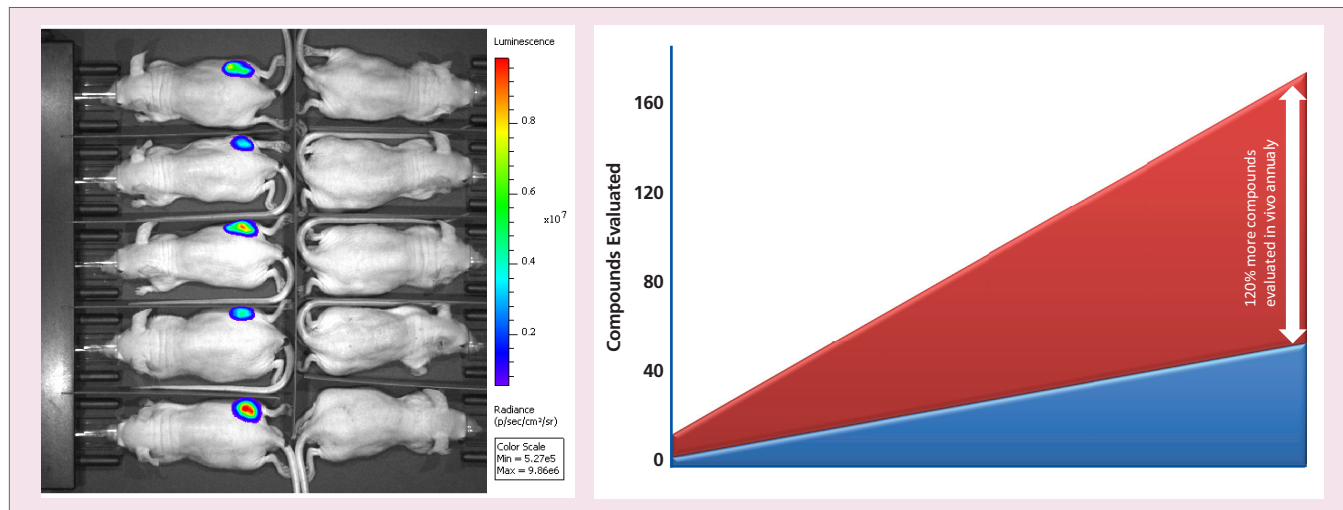 Luminescence
0.8
0.6
x10⁷
0.4
0.2
Radiance
(p/sec/cm²/sr)
Color Scale
Min = 5.27e5
Max = 9.86e6
Compounds Evaluated
160
120
80
40
0
120% more compounds
evaluated in vivo annualy